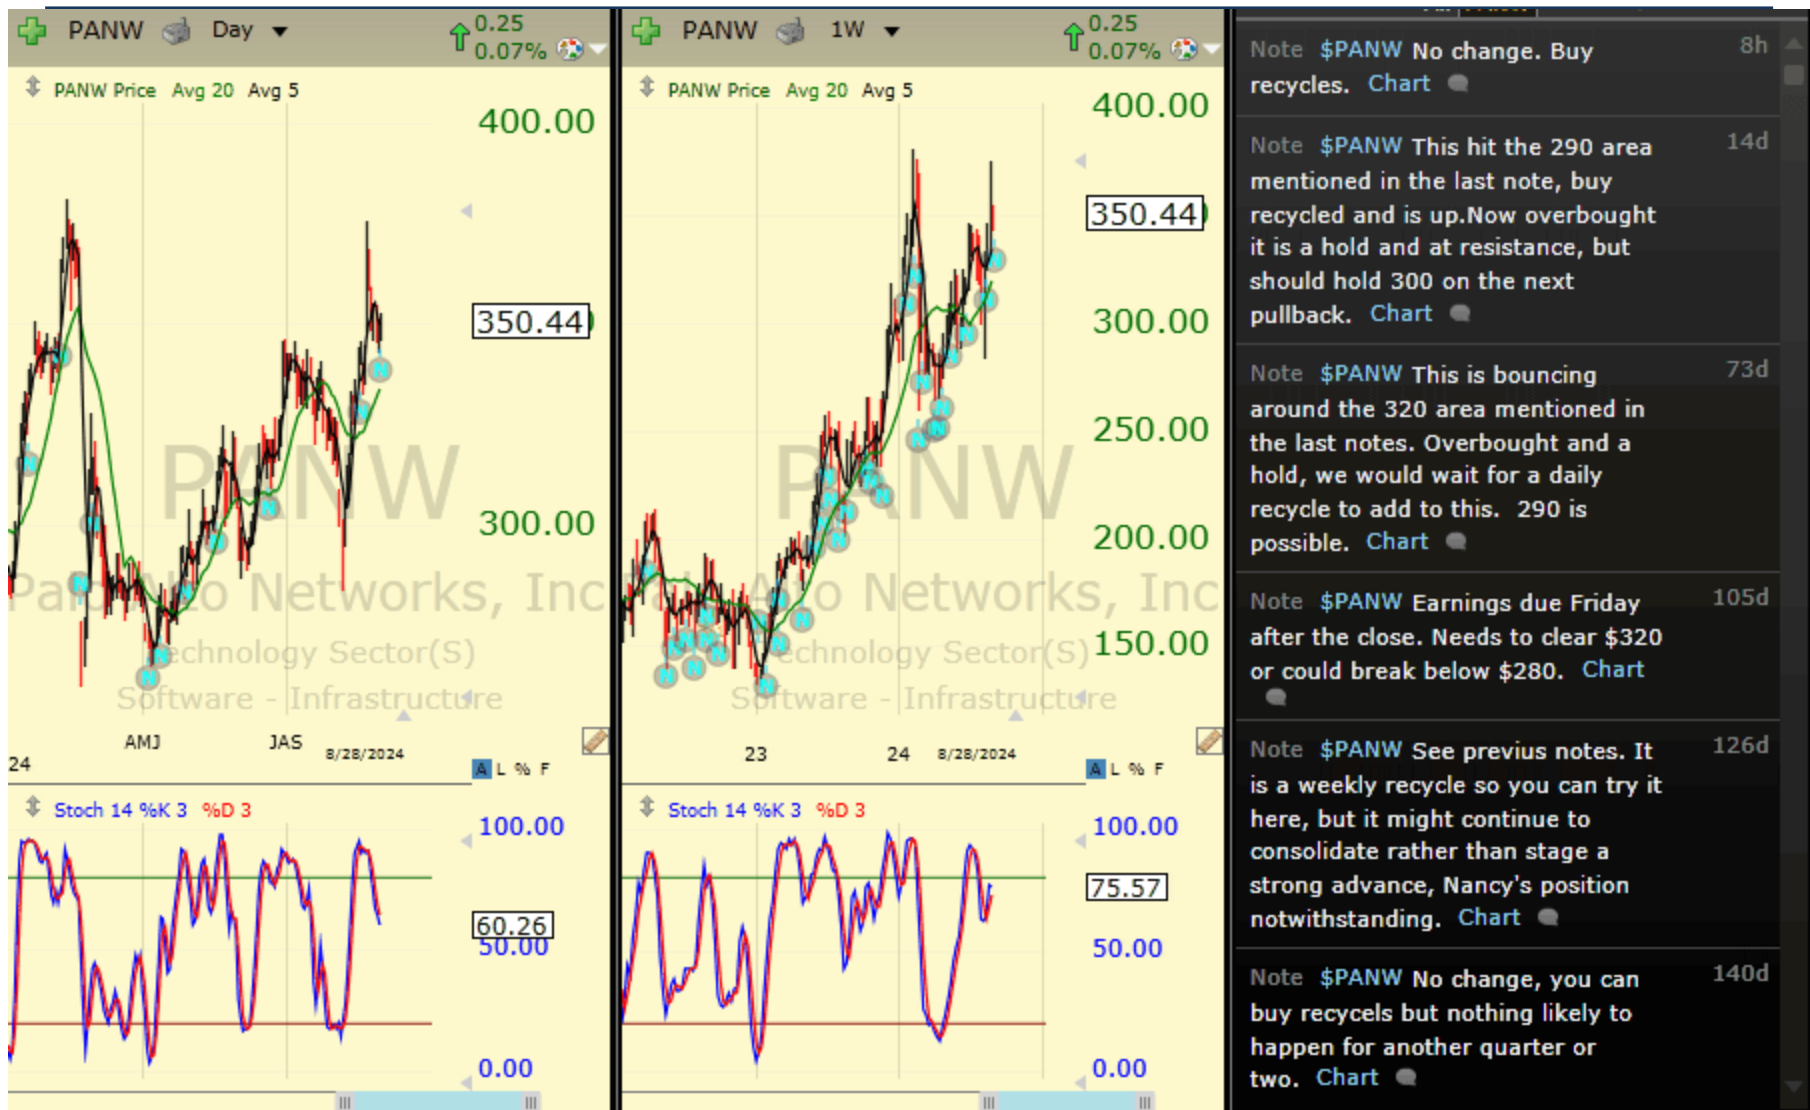 PANW Day
0.25
0.07%
PANW Price Avg 20 Avg 5
400.00
350.44
300.00
PANW
Palo Alto Networks, Inc
Technology Sector(S)
Software - Infrastructure
24 AMJ JAS 8/28/2024
A L % F
Stoch 14 %K 3 %D 3
100.00
60.26
50.00
0.00
PANW 1W
0.25
0.07%
PANW Price Avg 20 Avg 5
400.00
350.44
300.00
250.00
200.00
150.00
PANW
Palo Alto Networks, Inc
Technology Sector(S)
Software - Infrastructure
23 24 8/28/2024
A L % F
Stoch 14 %K 3 %D 3
100.00
75.57
50.00
0.00
Note $PANW No change. Buy 8h
recycles. Chart
Note $PANW This hit the 290 area 14d
mentioned in the last note, buy
recycled and is up.Now overbought
it is a hold and at resistance, but
should hold 300 on the next
pullback. Chart
Note $PANW This is bouncing 73d
around the 320 area mentioned in
the last notes. Overbought and a
hold, we would wait for a daily
recycle to add to this. 290 is
possible. Chart
Note $PANW Earnings due Friday 105d
after the close. Needs to clear $320
or could break below $280. Chart
Note $PANW See previus notes. It 126d
is a weekly recycle so you can try it
here, but it might continue to
consolidate rather than stage a
strong advance, Nancy's position
notwithstanding. Chart
Note $PANW No change, you can 140d
buy recycels but nothing likely to
happen for another quarter or
two. Chart